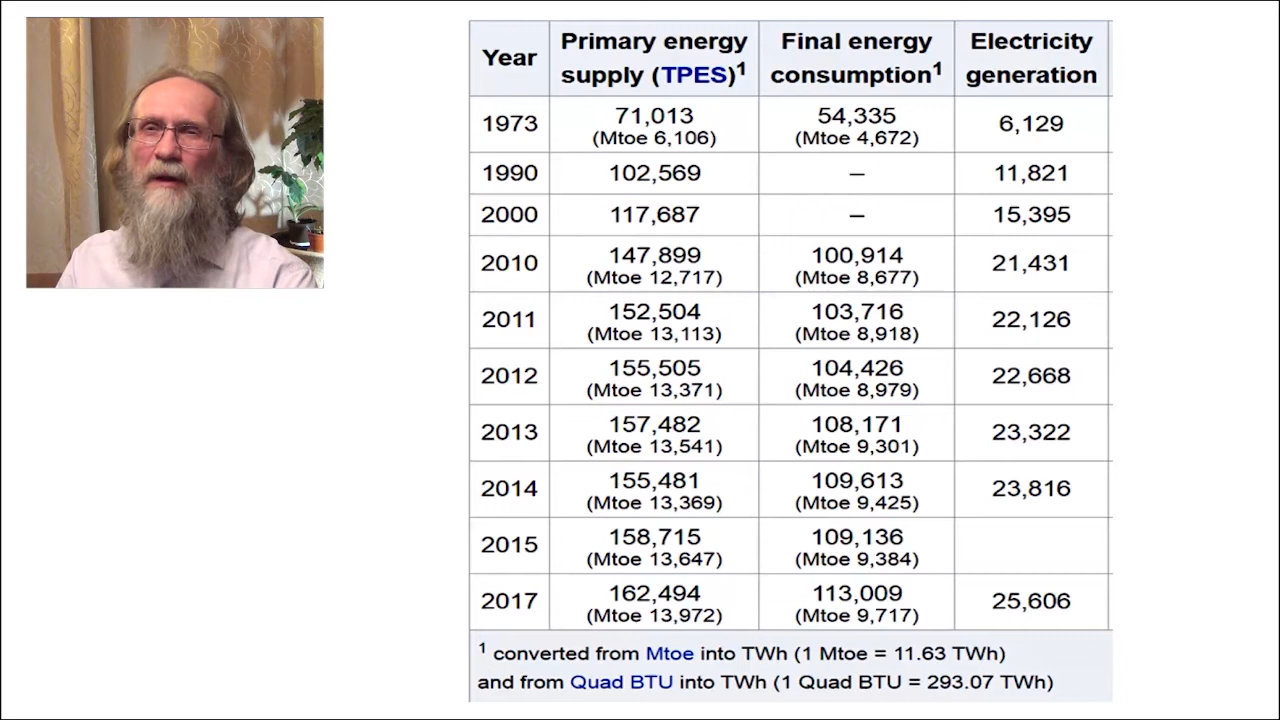 Year Primary energy supply (TPES)¹ Final energy consumption¹ Electricity generation
1973 71,013 (Mtoe 6,106) 54,335 (Mtoe 4,672) 6,129
1990 102,569 – 11,821
2000 117,687 – 15,395
2010 147,899 (Mtoe 12,717) 100,914 (Mtoe 8,677) 21,431
2011 152,504 (Mtoe 13,113) 103,716 (Mtoe 8,918) 22,126
2012 155,505 (Mtoe 13,371) 104,426 (Mtoe 8,979) 22,668
2013 157,482 (Mtoe 13,541) 108,171 (Mtoe 9,301) 23,322
2014 155,481 (Mtoe 13,369) 109,613 (Mtoe 9,425) 23,816
2015 158,715 (Mtoe 13,647) 109,136 (Mtoe 9,384)
2017 162,494 (Mtoe 13,972) 113,009 (Mtoe 9,717) 25,606
¹ converted from Mtoe into TWh (1 Mtoe = 11.63 TWh)
and from Quad BTU into TWh (1 Quad BTU = 293.07 TWh)